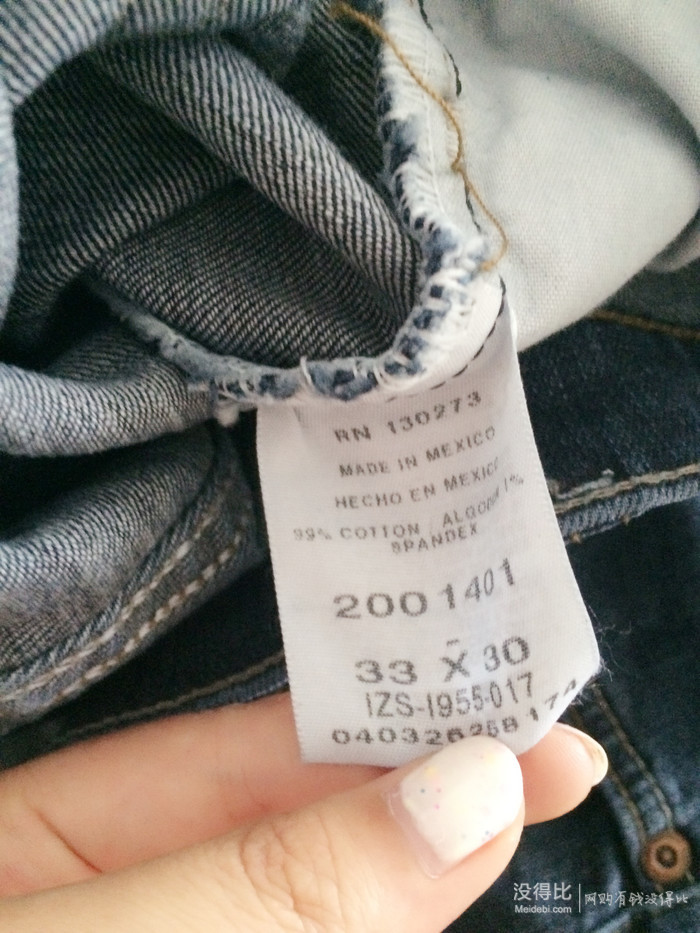 RN 130273
MADE IN MEXICO
HECHO EN MEXICO
99% COTTON / ALGODON 1%
SPANDEX
2001401
33 X 30
IZS-I955-017
没得比
Meidebi.com
网购有钱没得比